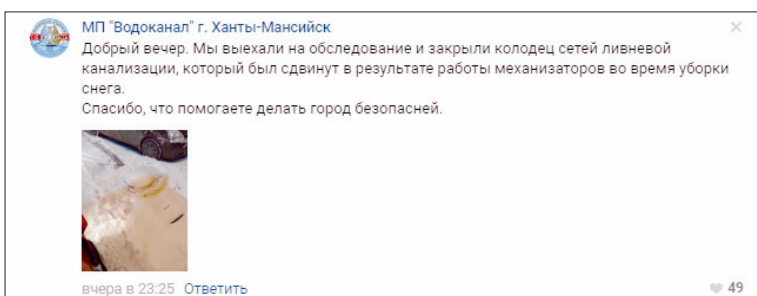 МП "Водоканал" г. Ханты-Мансийск
Добрый вечер. Мы выехали на обследование и закрыли колодец сетей ливневой
канализации, который был сдвинут в результате работы механизаторов во время уборки
снега.
Спасибо, что помогаете делать город безопасней.
вчера в 23:25 Ответить
49